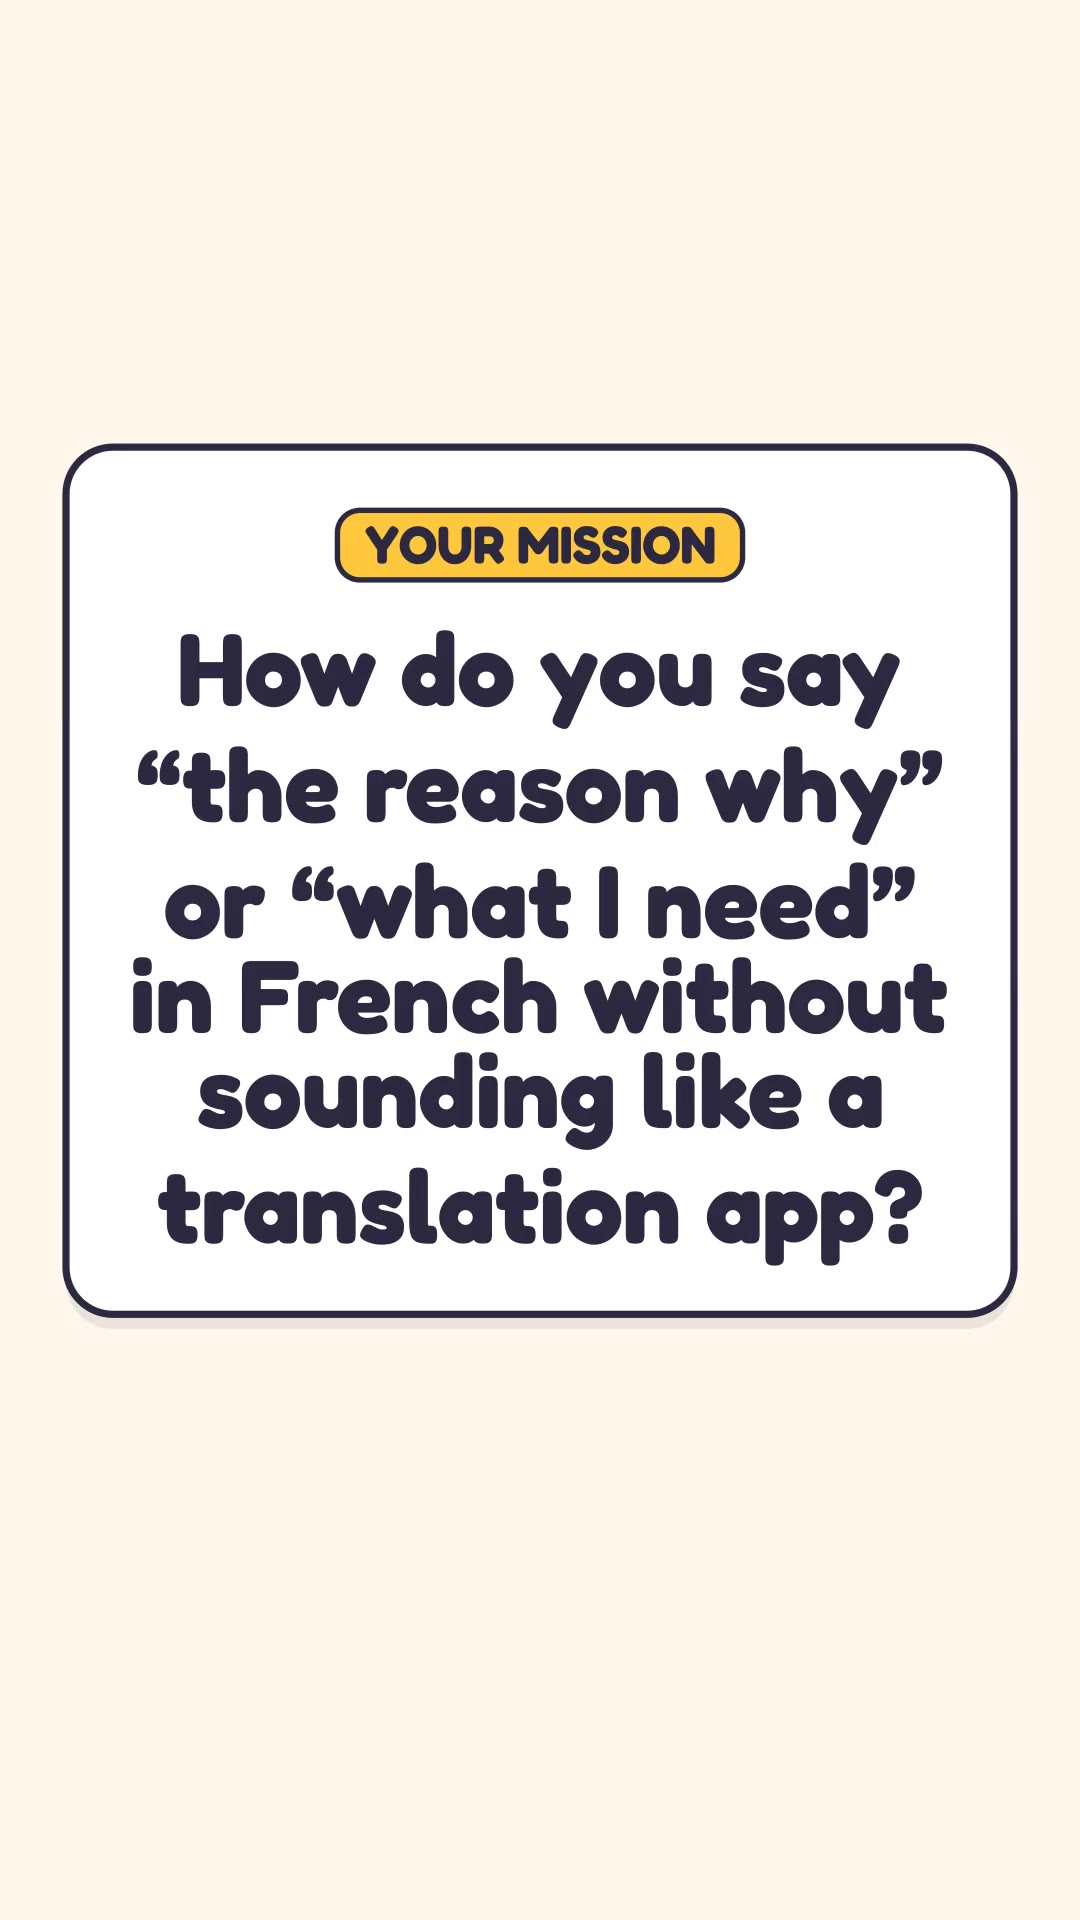 YOUR MISSION
How do you say
“the reason why”
or “what I need”
in French without
sounding like a
translation app?